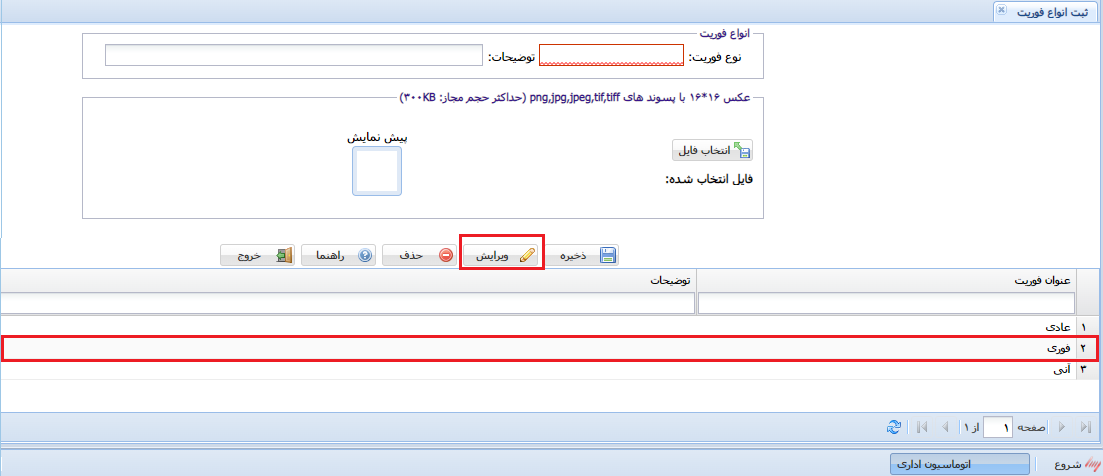 ثبت انواع فوریت
انواع فوریت
نوع فوریت: توضیحات:
عکس ۱۶*۱۶ با پسوند های png,jpg,jpeg,tif,tiff (حداکثر حجم مجاز: ۳۰۰KB)
پیش نمایش
انتخاب فایل
فایل انتخاب شده:
ذخیره ویرایش حذف راهنما خروج
عنوان فوریت توضیحات
۱ عادی
۲ فوری
۳ آنی
صفحه ۱ از ۱
شروع اتوماسیون اداری